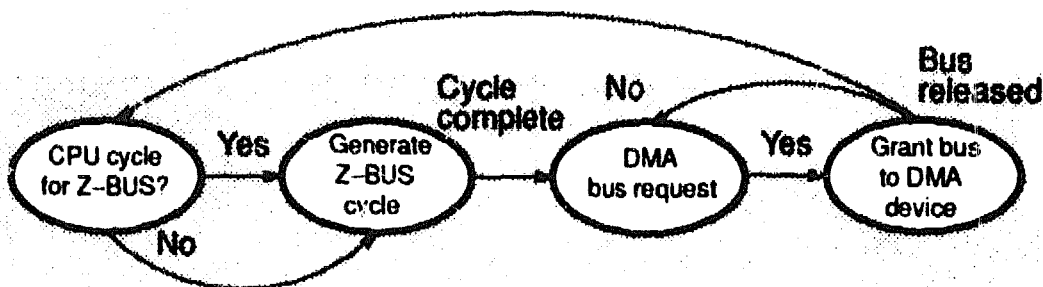 Bus
released
Cycle
complete
No
CPU cycle
for Z-BUS?
Yes
Generate
Z-BUS
cycle
DMA
bus request
Yes
Grant bus
to DMA
device
No